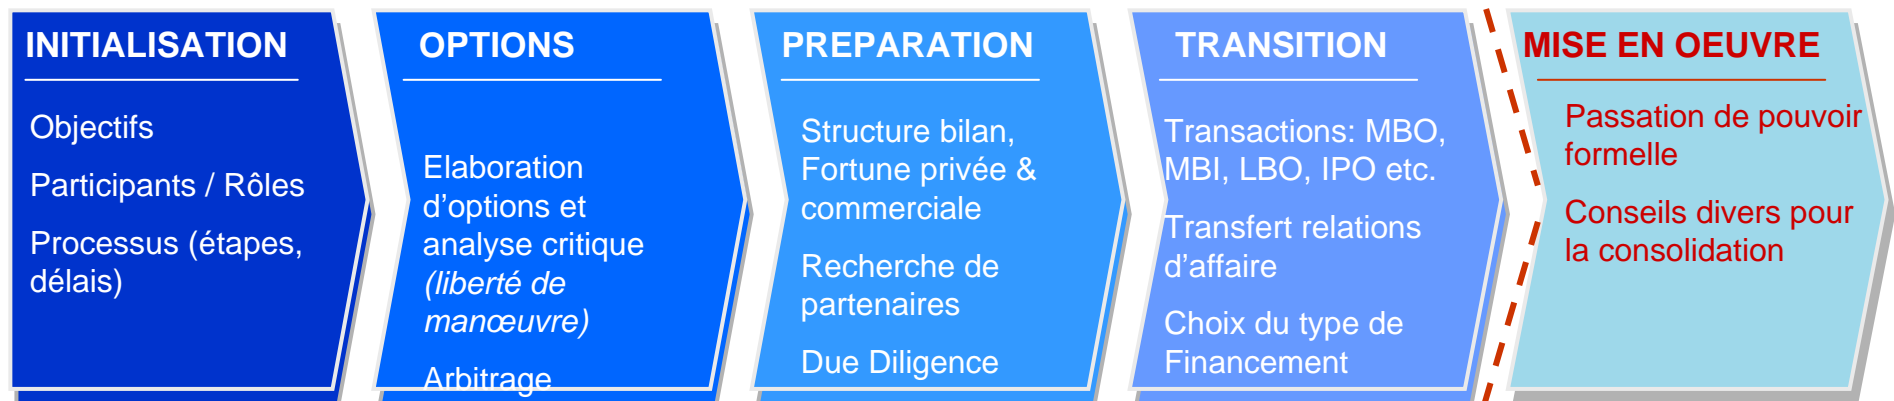 INITIALISATION
Objectifs
Participants / Rôles
Processus (étapes,
délais)
OPTIONS
Elaboration
d’options et
analyse critique
(liberté de
manœuvre)
Arbitrage
PREPARATION
Structure bilan,
Fortune privée &
commerciale
Recherche de
partenaires
Due Diligence
TRANSITION
Transactions: MBO,
MBI, LBO, IPO etc.
Transfert relations
d’affaire
Choix du type de
Financement
MISE EN OEUVRE
Passation de pouvoir
formelle
Conseils divers pour
la consolidation